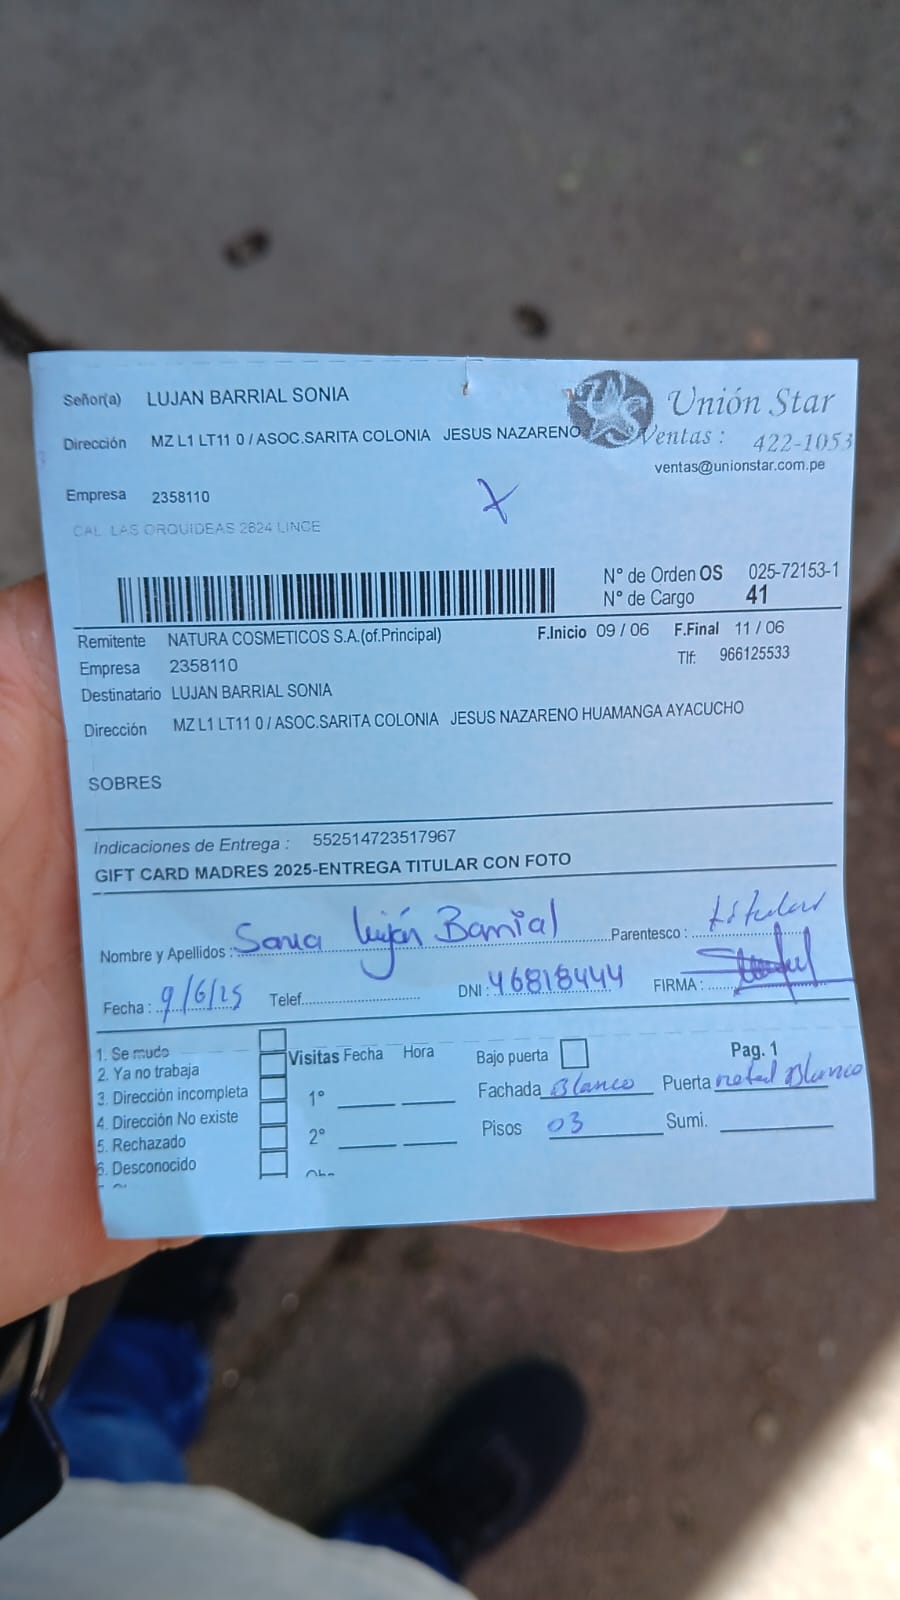 Señor(a) LUJAN BARRIAL SONIA
Unión Star
Dirección MZ L1 LT11 0 / ASOC.SARITA COLONIA JESUS NAZARENO
Ventas : 422-1053
ventas@unionstar.com.pe
Empresa 2358110
CAL. LAS ORQUIDEAS 2624 LINCE
X
N° de Orden OS 025-72153-1
N° de Cargo 41
Remitente NATURA COSMETICOS S.A.(of.Principal) F.Inicio 09 / 06 F.Final 11 / 06
Empresa 2358110 Tlf: 966125533
Destinatario LUJAN BARRIAL SONIA
Dirección MZ L1 LT11 0 / ASOC.SARITA COLONIA JESUS NAZARENO HUAMANGA AYACUCHO
SOBRES
Indicaciones de Entrega : 552514723517967
GIFT CARD MADRES 2025-ENTREGA TITULAR CON FOTO
Nombre y Apellidos : Sonia Luján Barrial Parentesco : titular
Fecha : 9/6/25 Telef. DNI : 46818444 FIRMA :
1. Se mudo
2. Ya no trabaja
3. Dirección incompleta
4. Dirección No existe
5. Rechazado
6. Desconocido
Visitas Fecha Hora
1°
2°
Bajo puerta Pag. 1
Fachada Blanco Puerta metal Blanco
Pisos 03 Sumi.